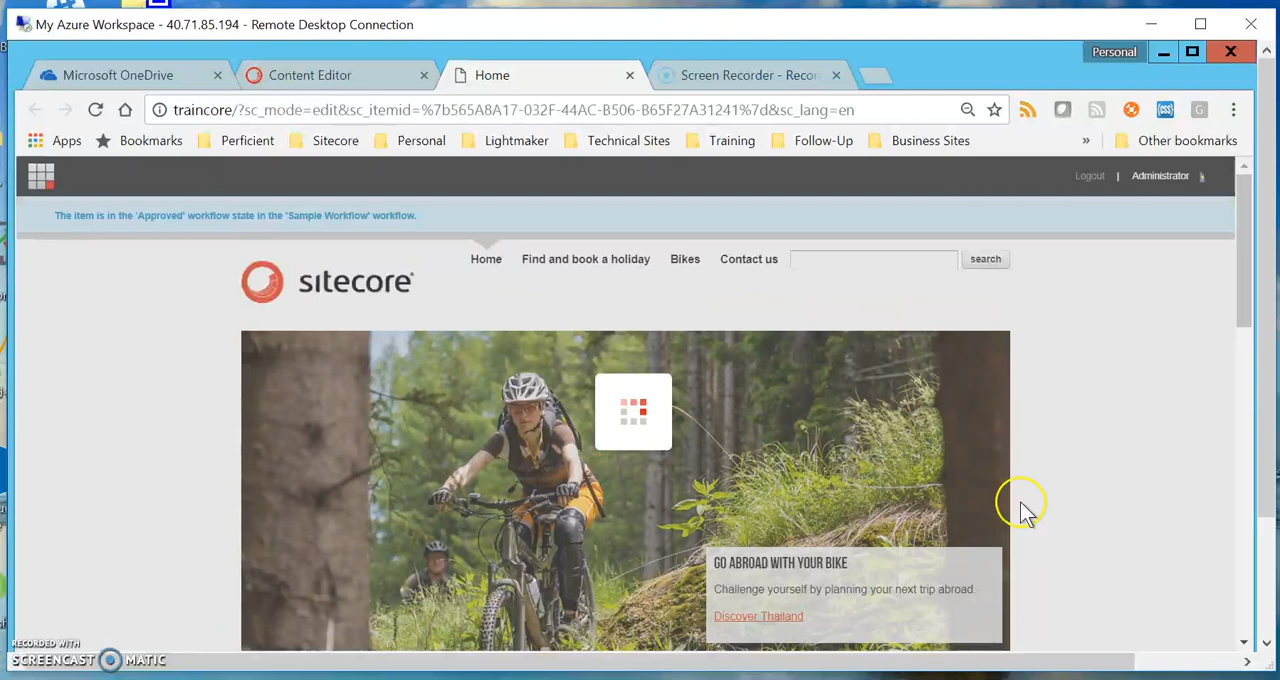 My Azure Workspace - 40.71.85.194 - Remote Desktop Connection
Personal
Microsoft OneDrive
Content Editor
Home
Screen Recorder - Recor
traincore/?sc_mode=edit&sc_itemid=%7b565A8A17-032F-44AC-B506-B65F27A31241%7d&sc_lang=en
Apps
Bookmarks
Perficient
Sitecore
Personal
Lightmaker
Technical Sites
Training
Follow-Up
Business Sites
»
Other bookmarks
Logout | Administrator
The item is in the 'Approved' workflow state in the 'Sample Workflow' workflow.
sitecore
Home
Find and book a holiday
Bikes
Contact us
search
GO ABROAD WITH YOUR BIKE
Challenge yourself by planning your next trip abroad.
Discover Thailand
RECORDED WITH
SCREENCAST MATIC